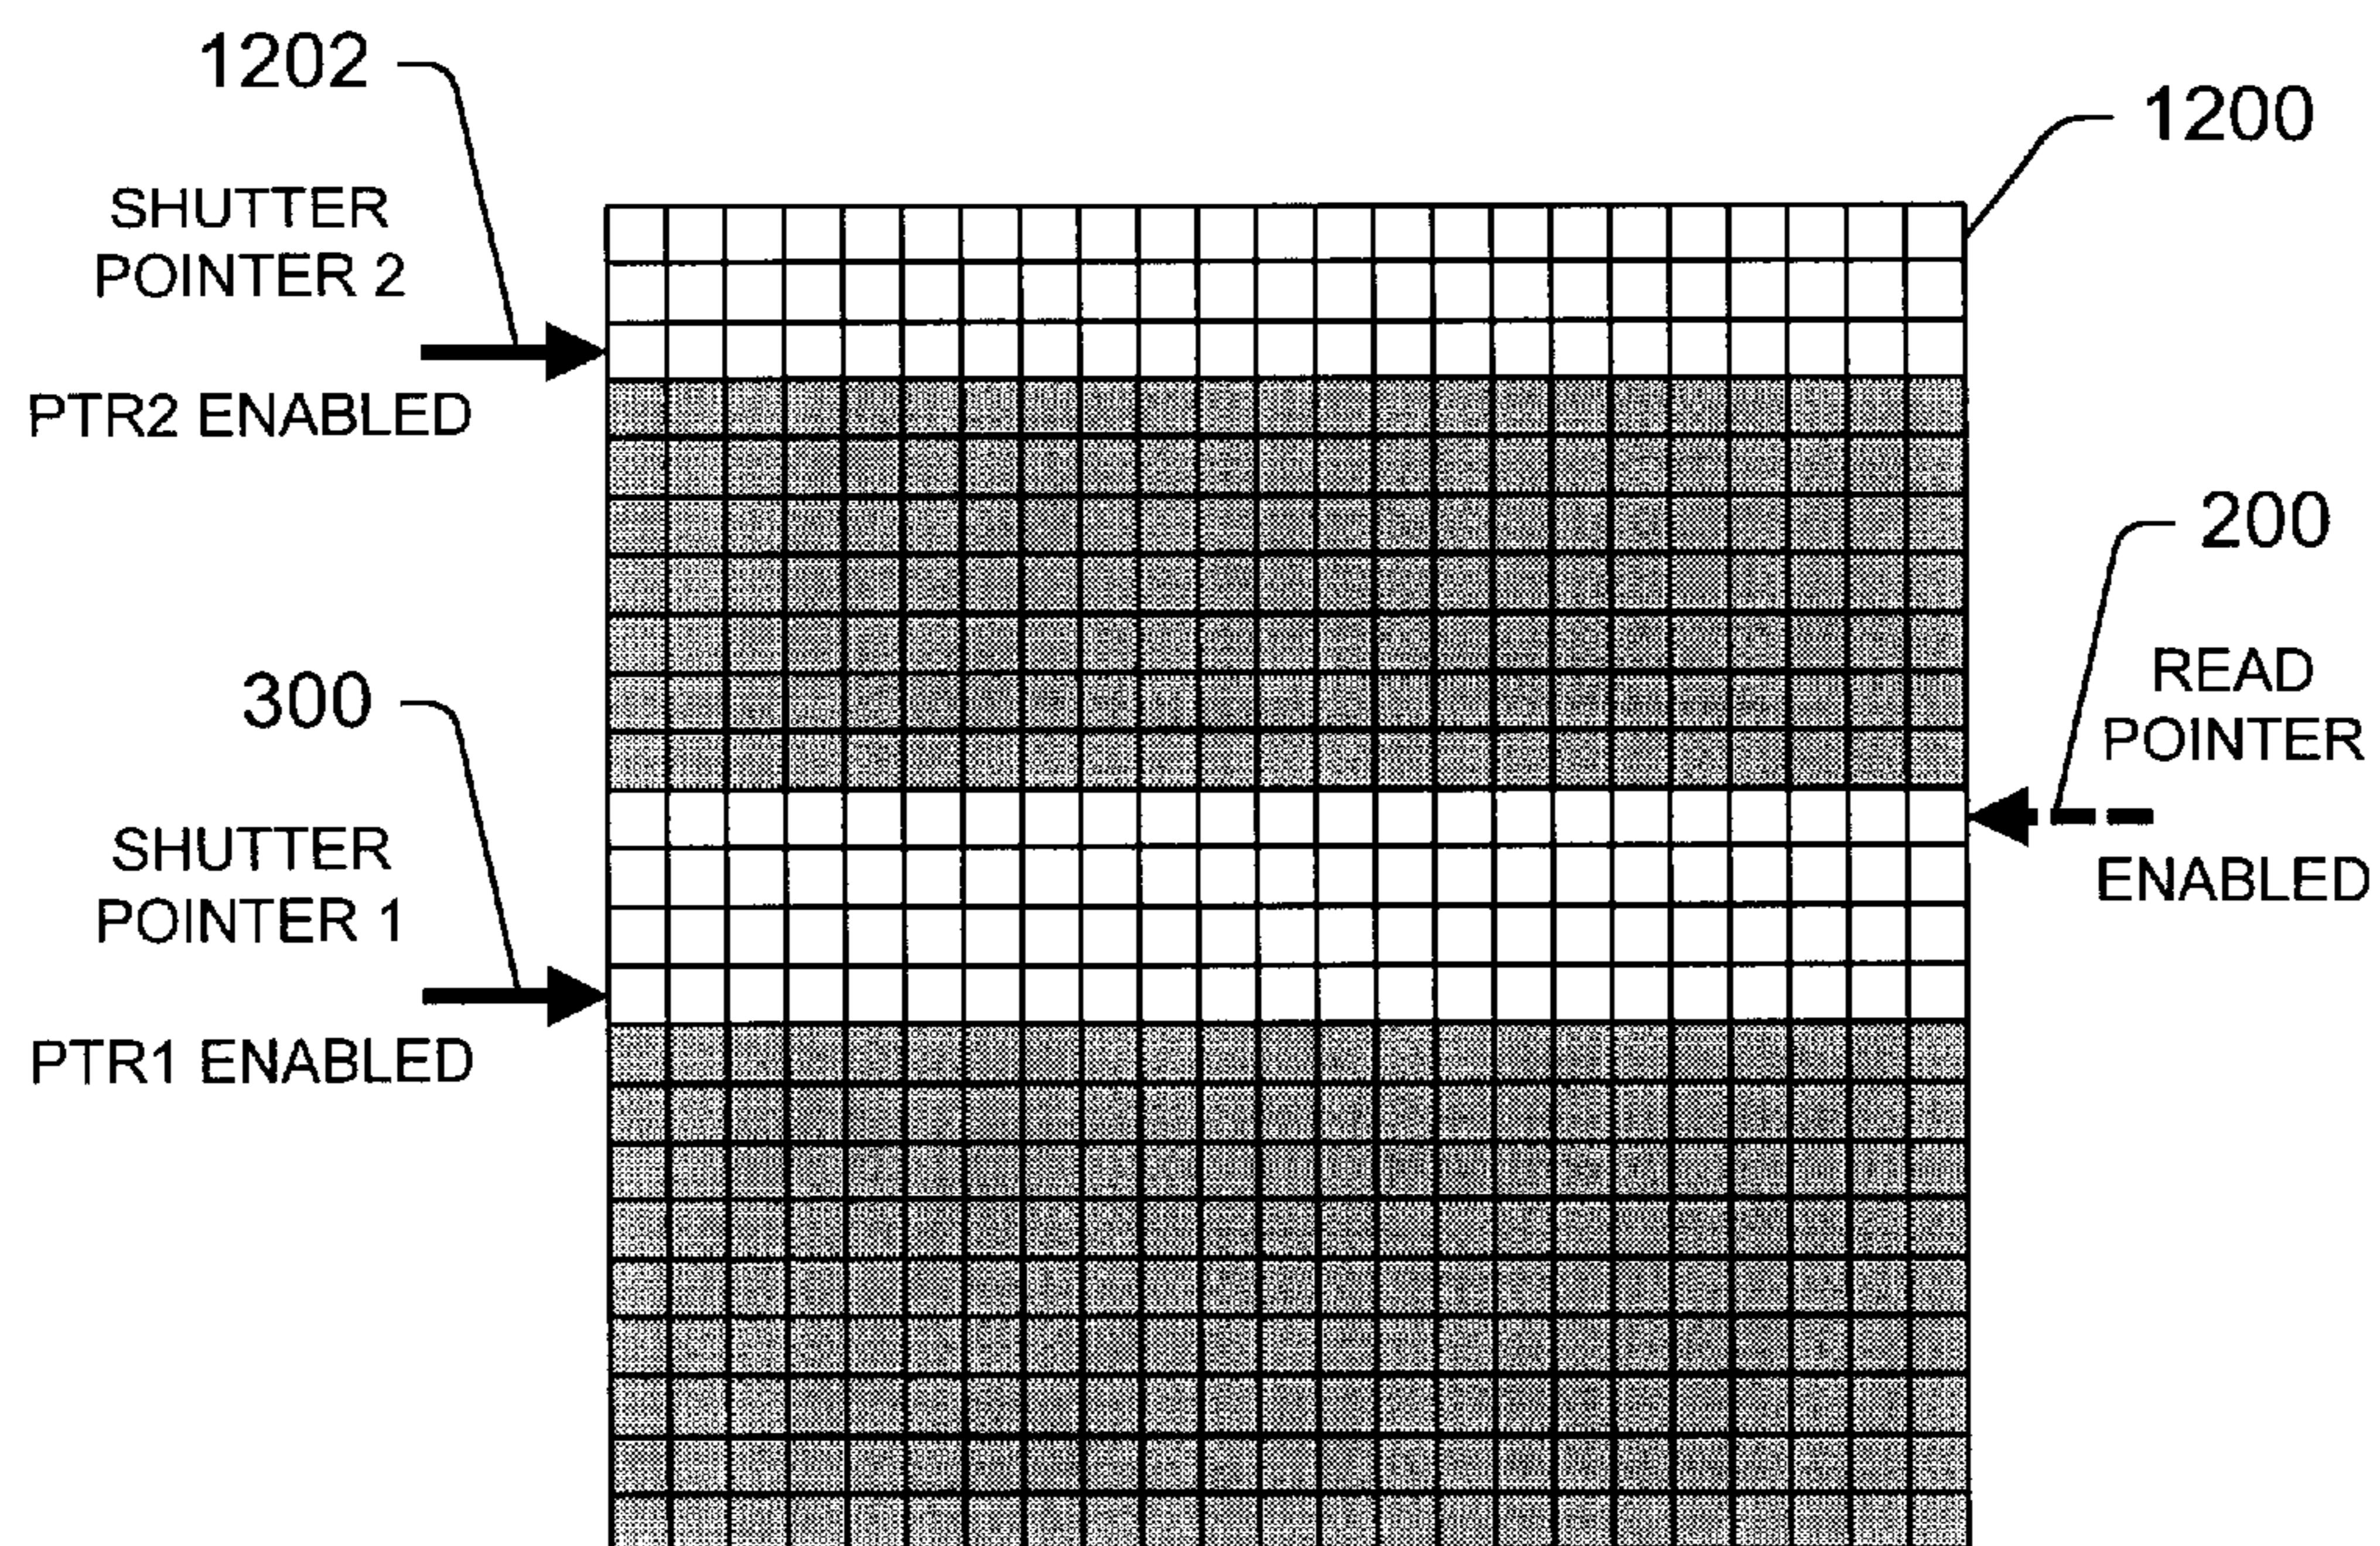 1202
1200
SHUTTER
POINTER 2
PTR2 ENABLED
200
READ
POINTER
ENABLED
300
SHUTTER
POINTER 1
PTR1 ENABLED